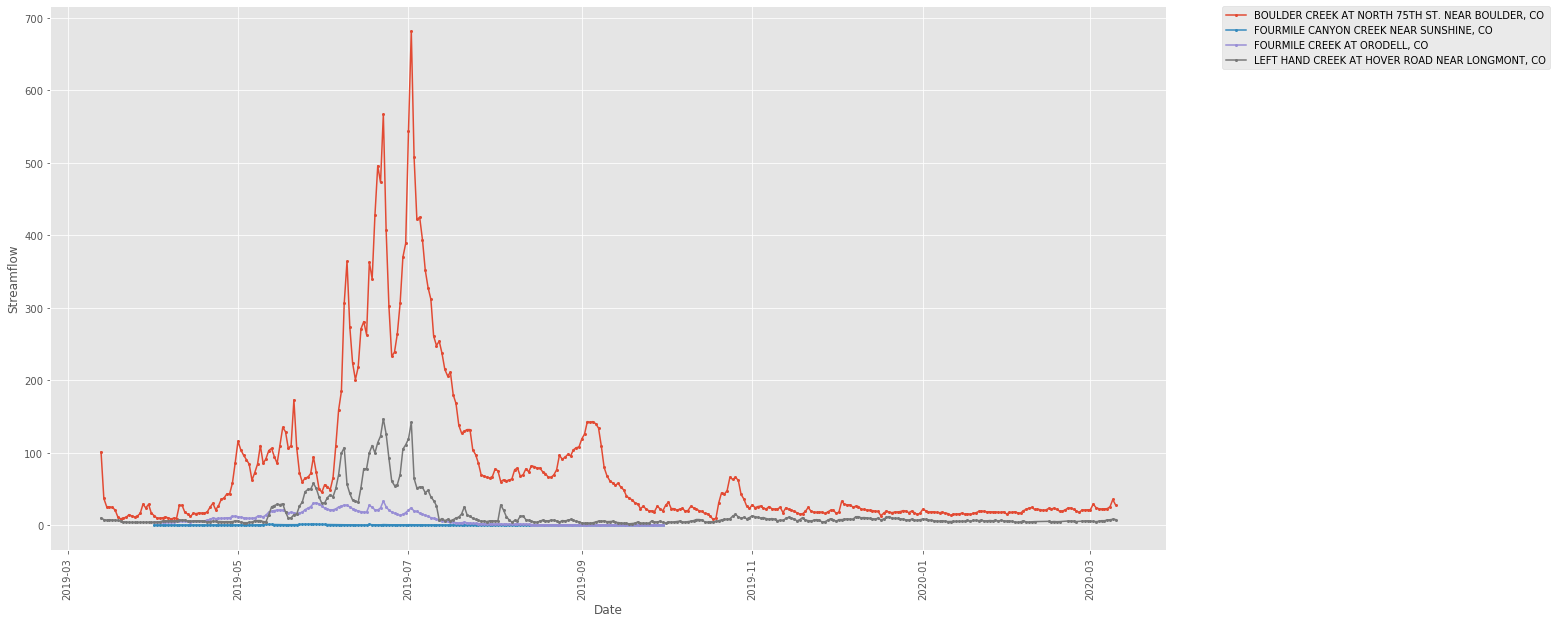 BOULDER CREEK AT NORTH 75TH ST. NEAR BOULDER, CO
FOURMILE CANYON CREEK NEAR SUNSHINE, CO
FOURMILE CREEK AT ORODELL, CO
LEFT HAND CREEK AT HOVER ROAD NEAR LONGMONT, CO
700
600
500
400
300
200
100
0
Streamflow
2019-03
2019-05
2019-07
2019-09
2019-11
2020-01
2020-03
Date